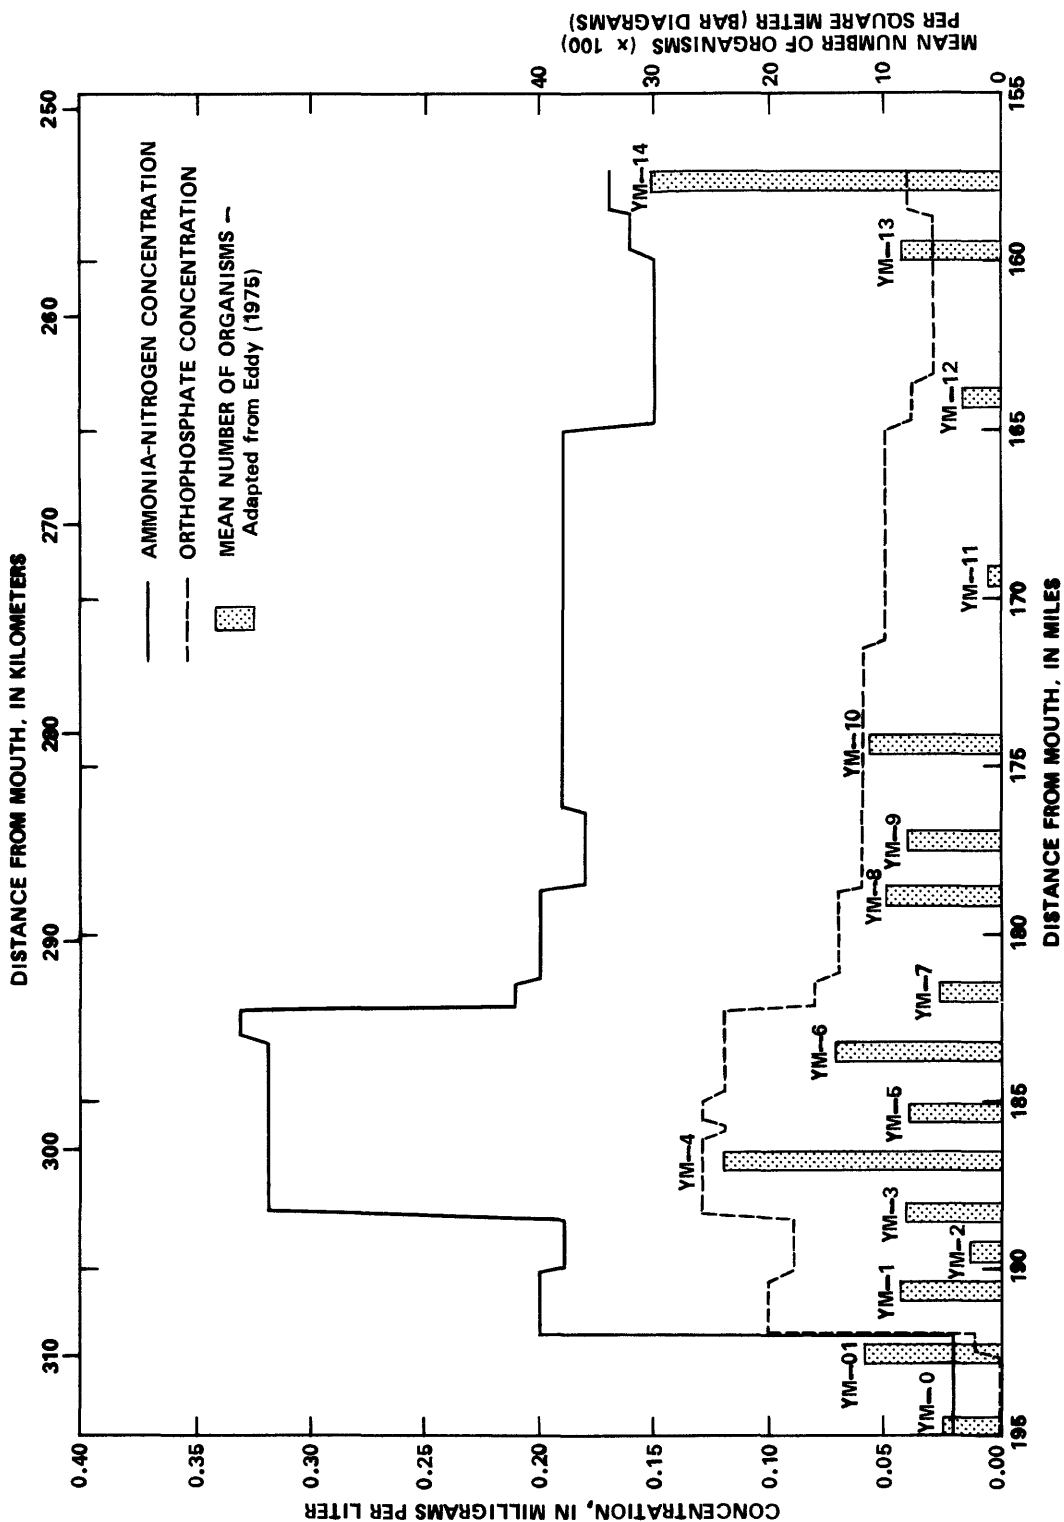 DISTANCE FROM MOUTH, IN KILOMETERS
310
300
290
280
270
260
250
CONCENTRATION, IN MILLIGRAMS PER LITER
0.40
0.35
0.30
0.25
0.20
0.15
0.10
0.05
0.00
AMMONIA-NITROGEN CONCENTRATION
ORTHOPHOSPHATE CONCENTRATION
MEAN NUMBER OF ORGANISMS —
Adapted from Eddy (1975)
YM-0
YM-01
YM-1
YM-2
YM-3
YM-4
YM-5
YM-6
YM-7
YM-8
YM-9
YM-10
YM-11
YM-12
YM-13
YM-14
40
30
20
10
0
MEAN NUMBER OF ORGANISMS (× 100)
PER SQUARE METER (BAR DIAGRAMS)
195
190
185
180
175
170
165
160
155
DISTANCE FROM MOUTH, IN MILES